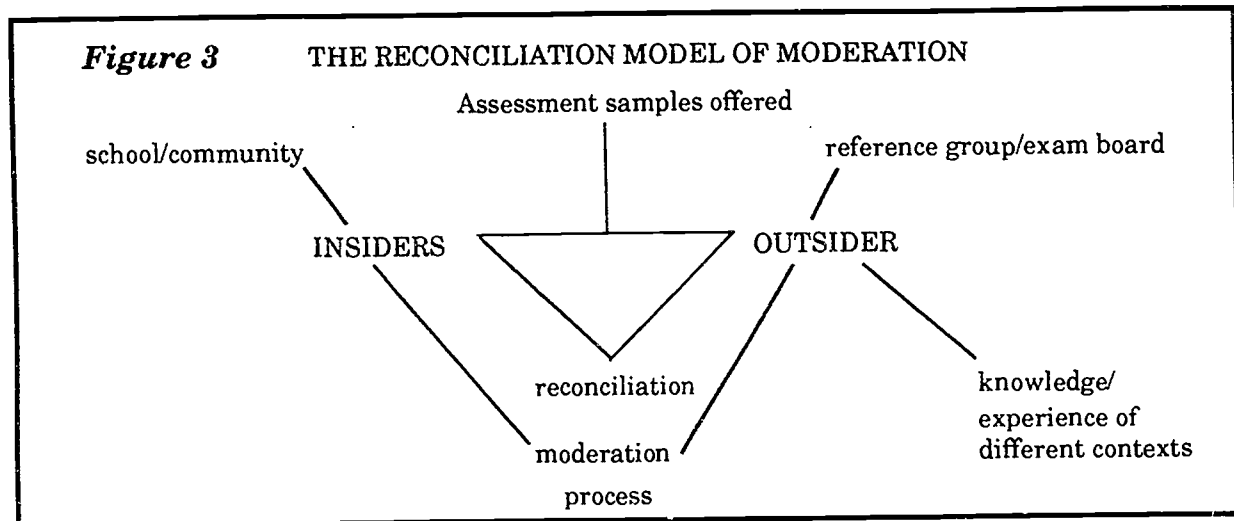 Figure 3 THE RECONCILIATION MODEL OF MODERATION
Assessment samples offered
school/community
reference group/exam board
INSIDERS
OUTSIDER
reconciliation
knowledge/
experience of
different contexts
moderation
process